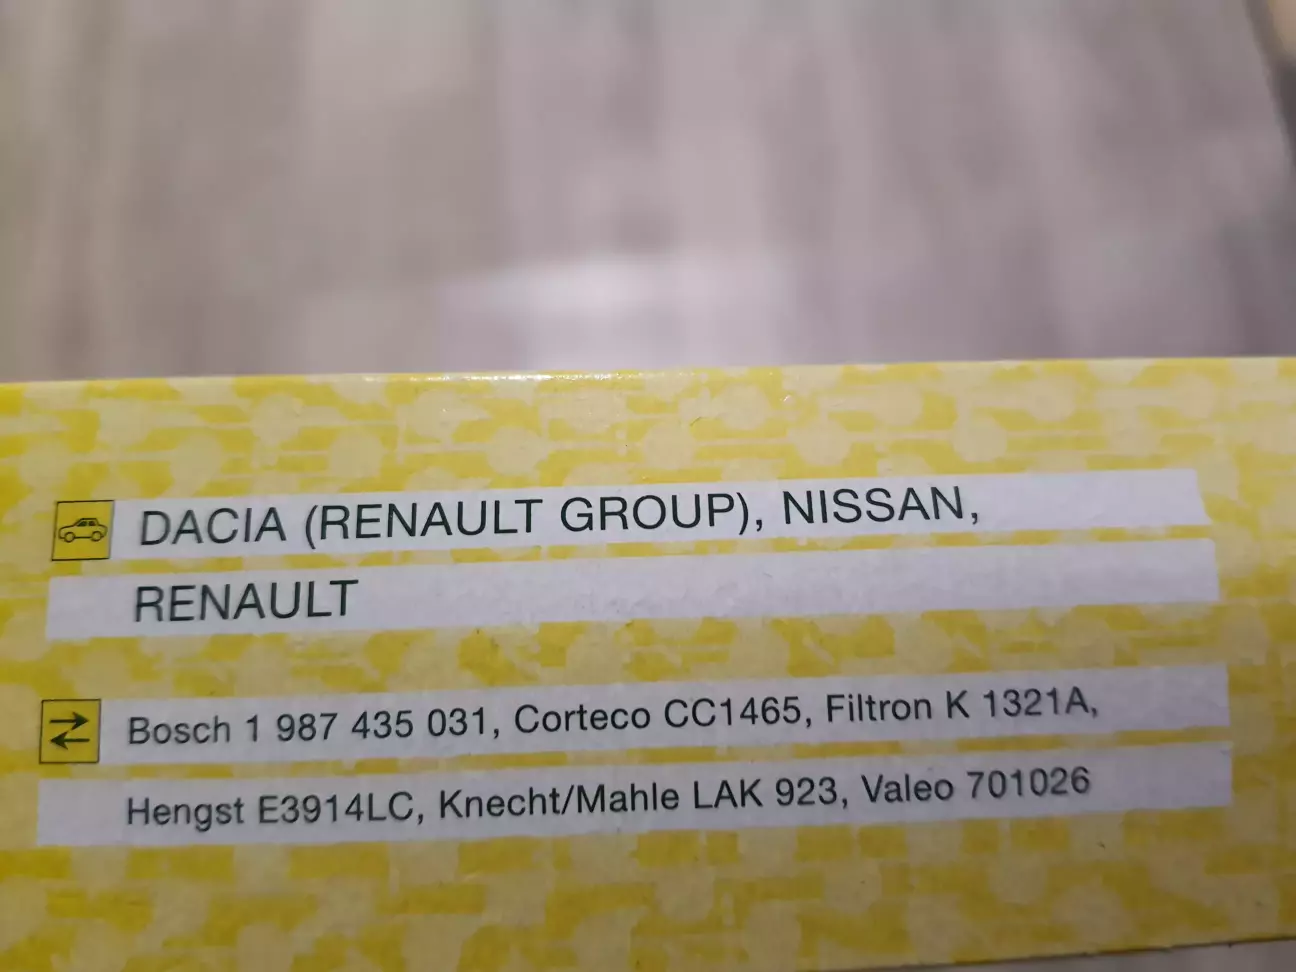 DACIA (RENAULT GROUP), NISSAN,
RENAULT
Bosch 1 987 435 031, Corteco CC1465, Filtron K 1321A,
Hengst E3914LC, Knecht/Mahle LAK 923, Valeo 701026